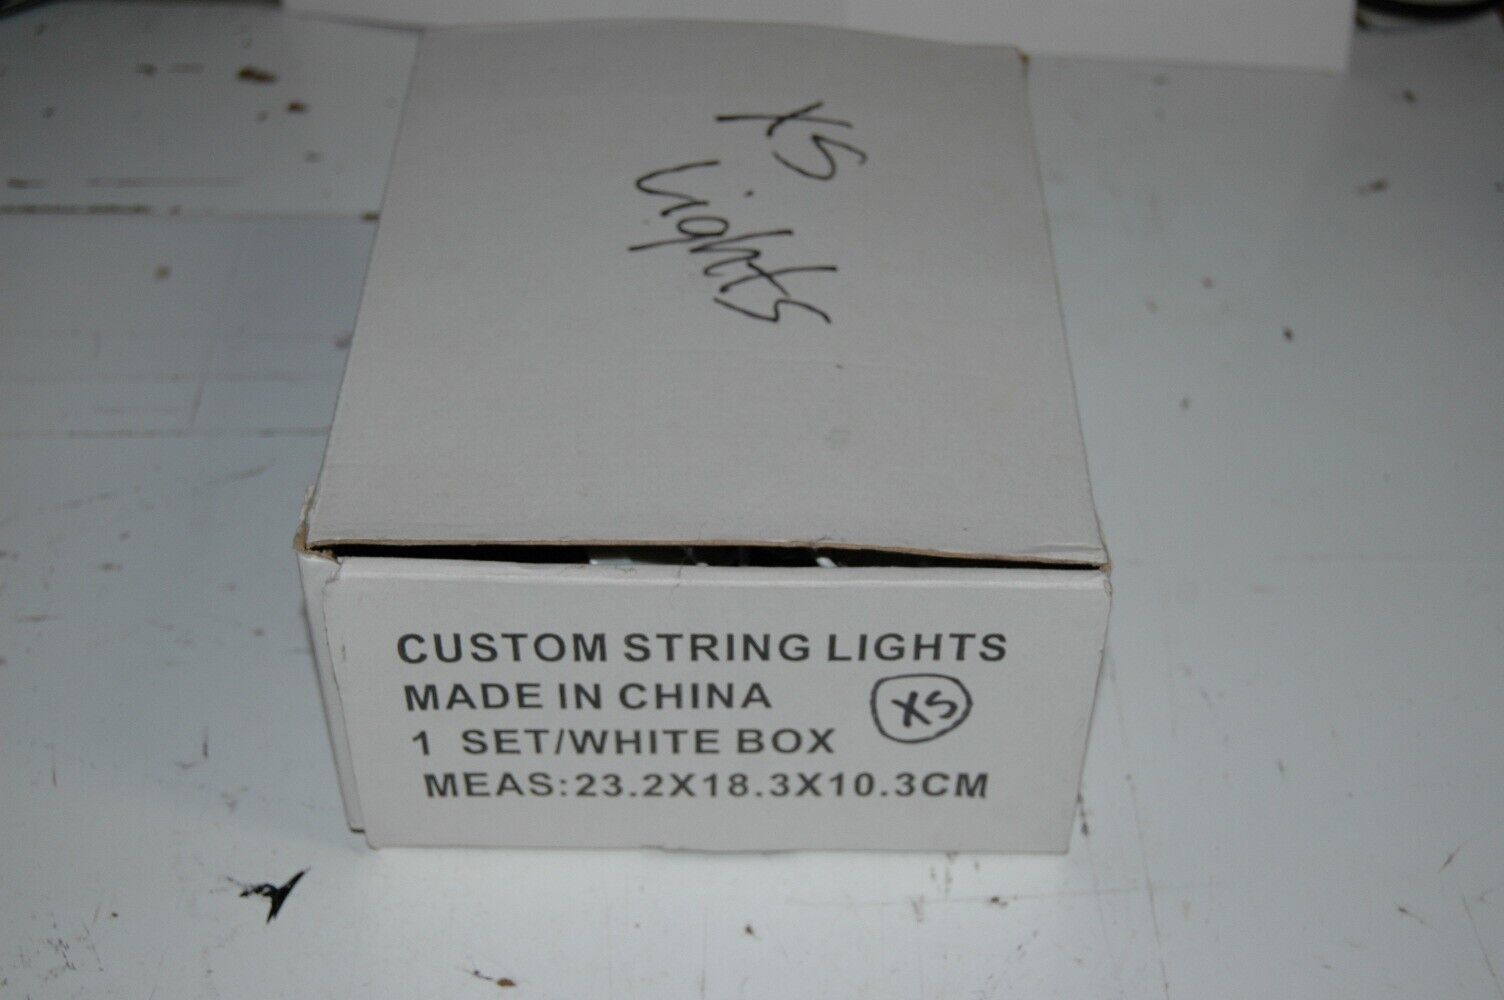 XS
Lights
CUSTOM STRING LIGHTS
MADE IN CHINA
XS
1 SET/WHITE BOX
MEAS:23.2X18.3X10.3CM